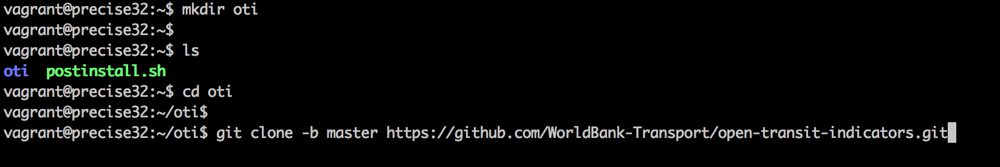 vagrant@precise32:~$ mkdir oti
vagrant@precise32:~$
vagrant@precise32:~$ ls
oti  postinstall.sh
vagrant@precise32:~$ cd oti
vagrant@precise32:~/oti$
vagrant@precise32:~/oti$ git clone -b master https://github.com/WorldBank-Transport/open-transit-indicators.git